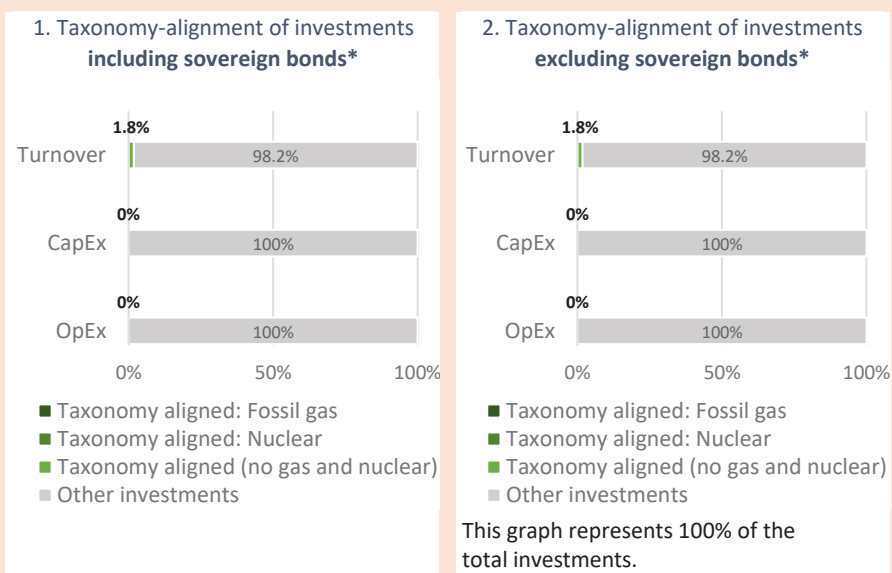 1. Taxonomy-alignment of investments
including sovereign bonds*
1.8%
Turnover
98.2%
0%
CapEx
100%
0%
OpEx
100%
0%
50%
100%
Taxonomy aligned: Fossil gas
Taxonomy aligned: Nuclear
Taxonomy aligned (no gas and nuclear)
Other investments
2. Taxonomy-alignment of investments
excluding sovereign bonds*
1.8%
Turnover
98.2%
0%
CapEx
100%
0%
OpEx
100%
0%
50%
100%
Taxonomy aligned: Fossil gas
Taxonomy aligned: Nuclear
Taxonomy aligned (no gas and nuclear)
Other investments
This graph represents 100% of the
total investments.